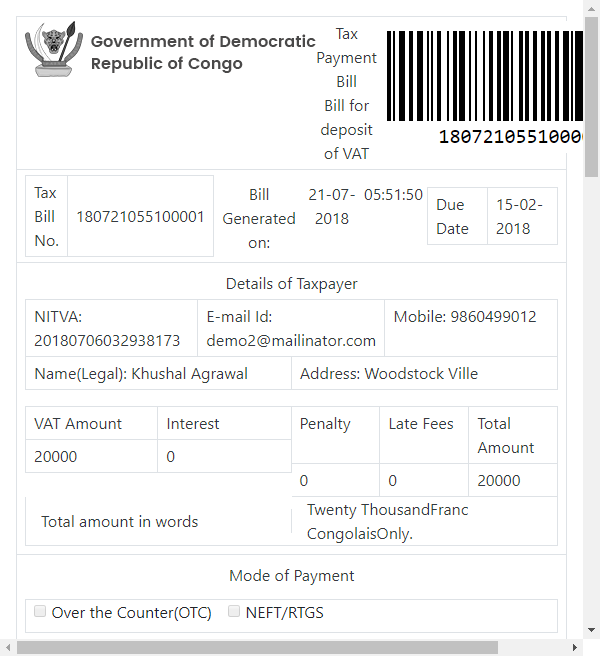 Government of Democratic
Republic of Congo
Tax
Payment
Bill
Bill for
deposit
of VAT
Tax
Bill
No.
180721055100001
Bill
Generated
on:
21-07-
2018
05:51:50
Due
Date
15-02-
2018
Details of Taxpayer
NITVA:
20180706032938173
E-mail Id:
demo2@mailinator.com
Mobile: 9860499012
Name(Legal): Khushal Agrawal
Address: Woodstock Ville
VAT Amount
Interest
Penalty
Late Fees
Total
Amount
20000
0
0
0
20000
Total amount in words
Twenty ThousandFranc
CongolaisOnly.
Mode of Payment
Over the Counter(OTC)
NEFT/RTGS